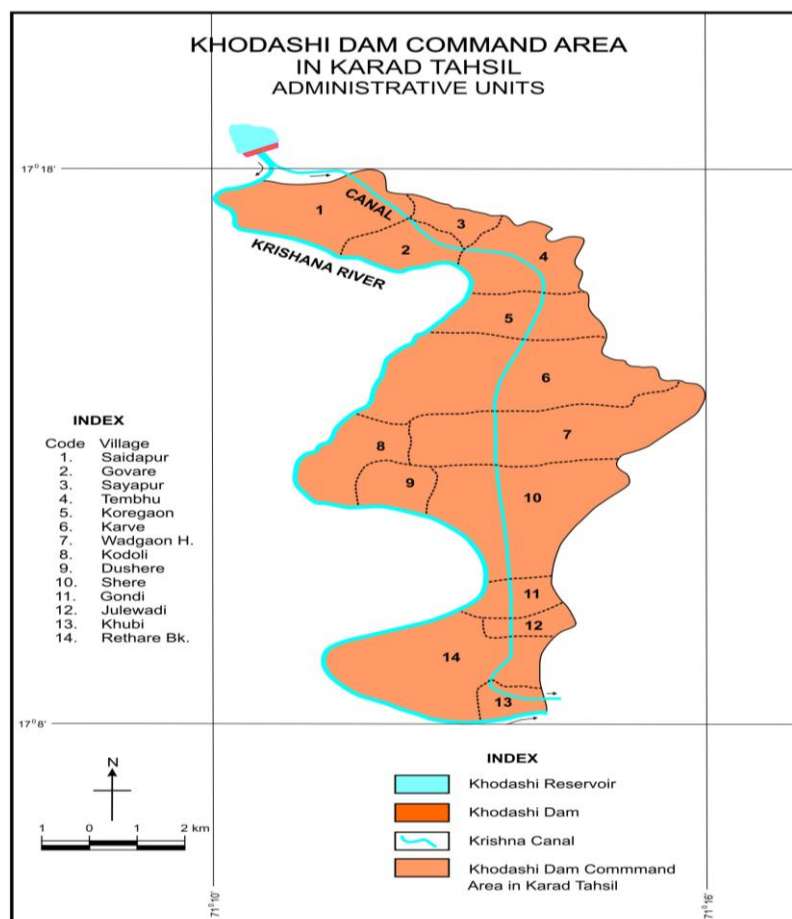 KHODASHI DAM COMMAND AREA
IN KARAD TAHSIL
ADMINISTRATIVE UNITS
17° 18'
CANAL
KRISHANA RIVER
1
2
3
4
5
6
7
8
9
10
11
12
13
14
INDEX
Code Village
1. Saidapur
2. Govare
3. Sayapur
4. Tembhu
5. Koregaon
6. Karve
7. Wadgaon H.
8. Kodoli
9. Dushere
10. Shere
11. Gondi
12. Julewadi
13. Khubi
14. Rethare Bk.
17° 8'
N
1 0 1 2 km
INDEX
Khodashi Reservoir
Khodashi Dam
Krishna Canal
Khodashi Dam Commmand
Area in Karad Tahsil
71° 10'
71° 16'